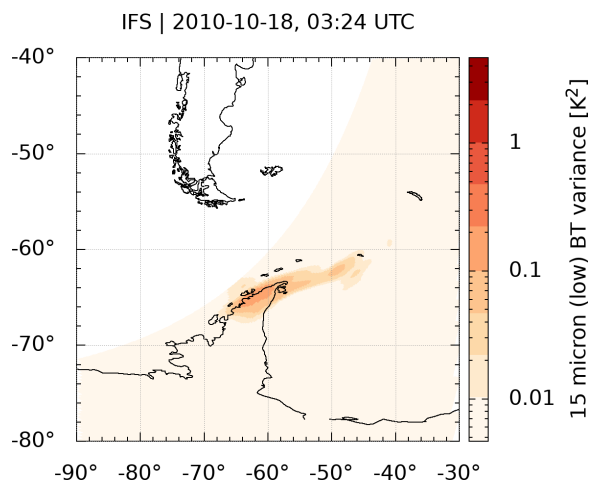 IFS | 2010-10-18, 03:24 UTC
-40°
-50°
-60°
-70°
-80°
-90° -80° -70° -60° -50° -40° -30°
1
0.1
0.01
15 micron (low) BT variance [K²]